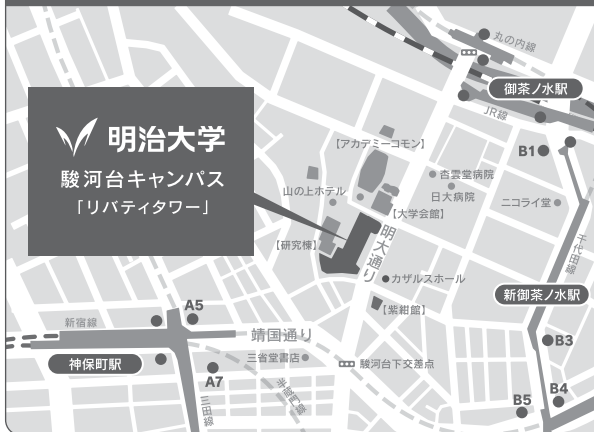 丸の内線
御茶ノ水駅
JR線
B1
明治大学
駿河台キャンパス
「リバティタワー」
【アカデミーコモン】
杏雲堂病院
日大病院
山の上ホテル
ニコライ堂
【大学会館】
明大通り
【研究棟】
千代田線
カザルスホール
新御茶ノ水駅
【紫紺館】
A5
新宿線
靖国通り
B3
神保町駅
三省堂書店
駿河台下交差点
A7
半蔵門線
三田線
B4
B5